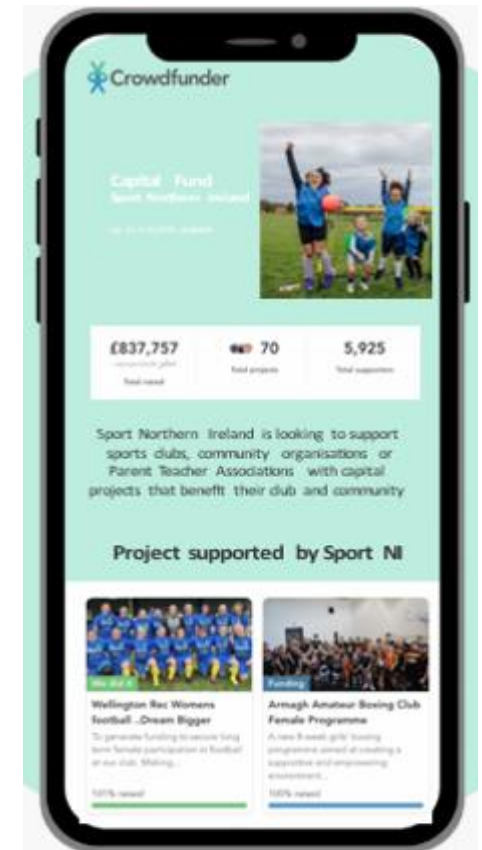 Crowdfunder
Capital Fund
Sport Northern Ireland
£837,757
70
5,925
Total raised
Total projects
Total supporters
Sport Northern Ireland is looking to support
sports clubs, community organisations or
Parent Teacher Associations with capital
projects that benefit their club and community
Project supported by Sport NI
We did it
Funding
Wellington Rec Womens
football ..Dream Bigger
To generate funding to secure long
term female participation in football
at our club. Making...
101% raised
Armagh Amateur Boxing Club
Female Programme
A new 8 week girls' boxing
programme aimed at creating a
supportive and empowering
environment...
100% raised